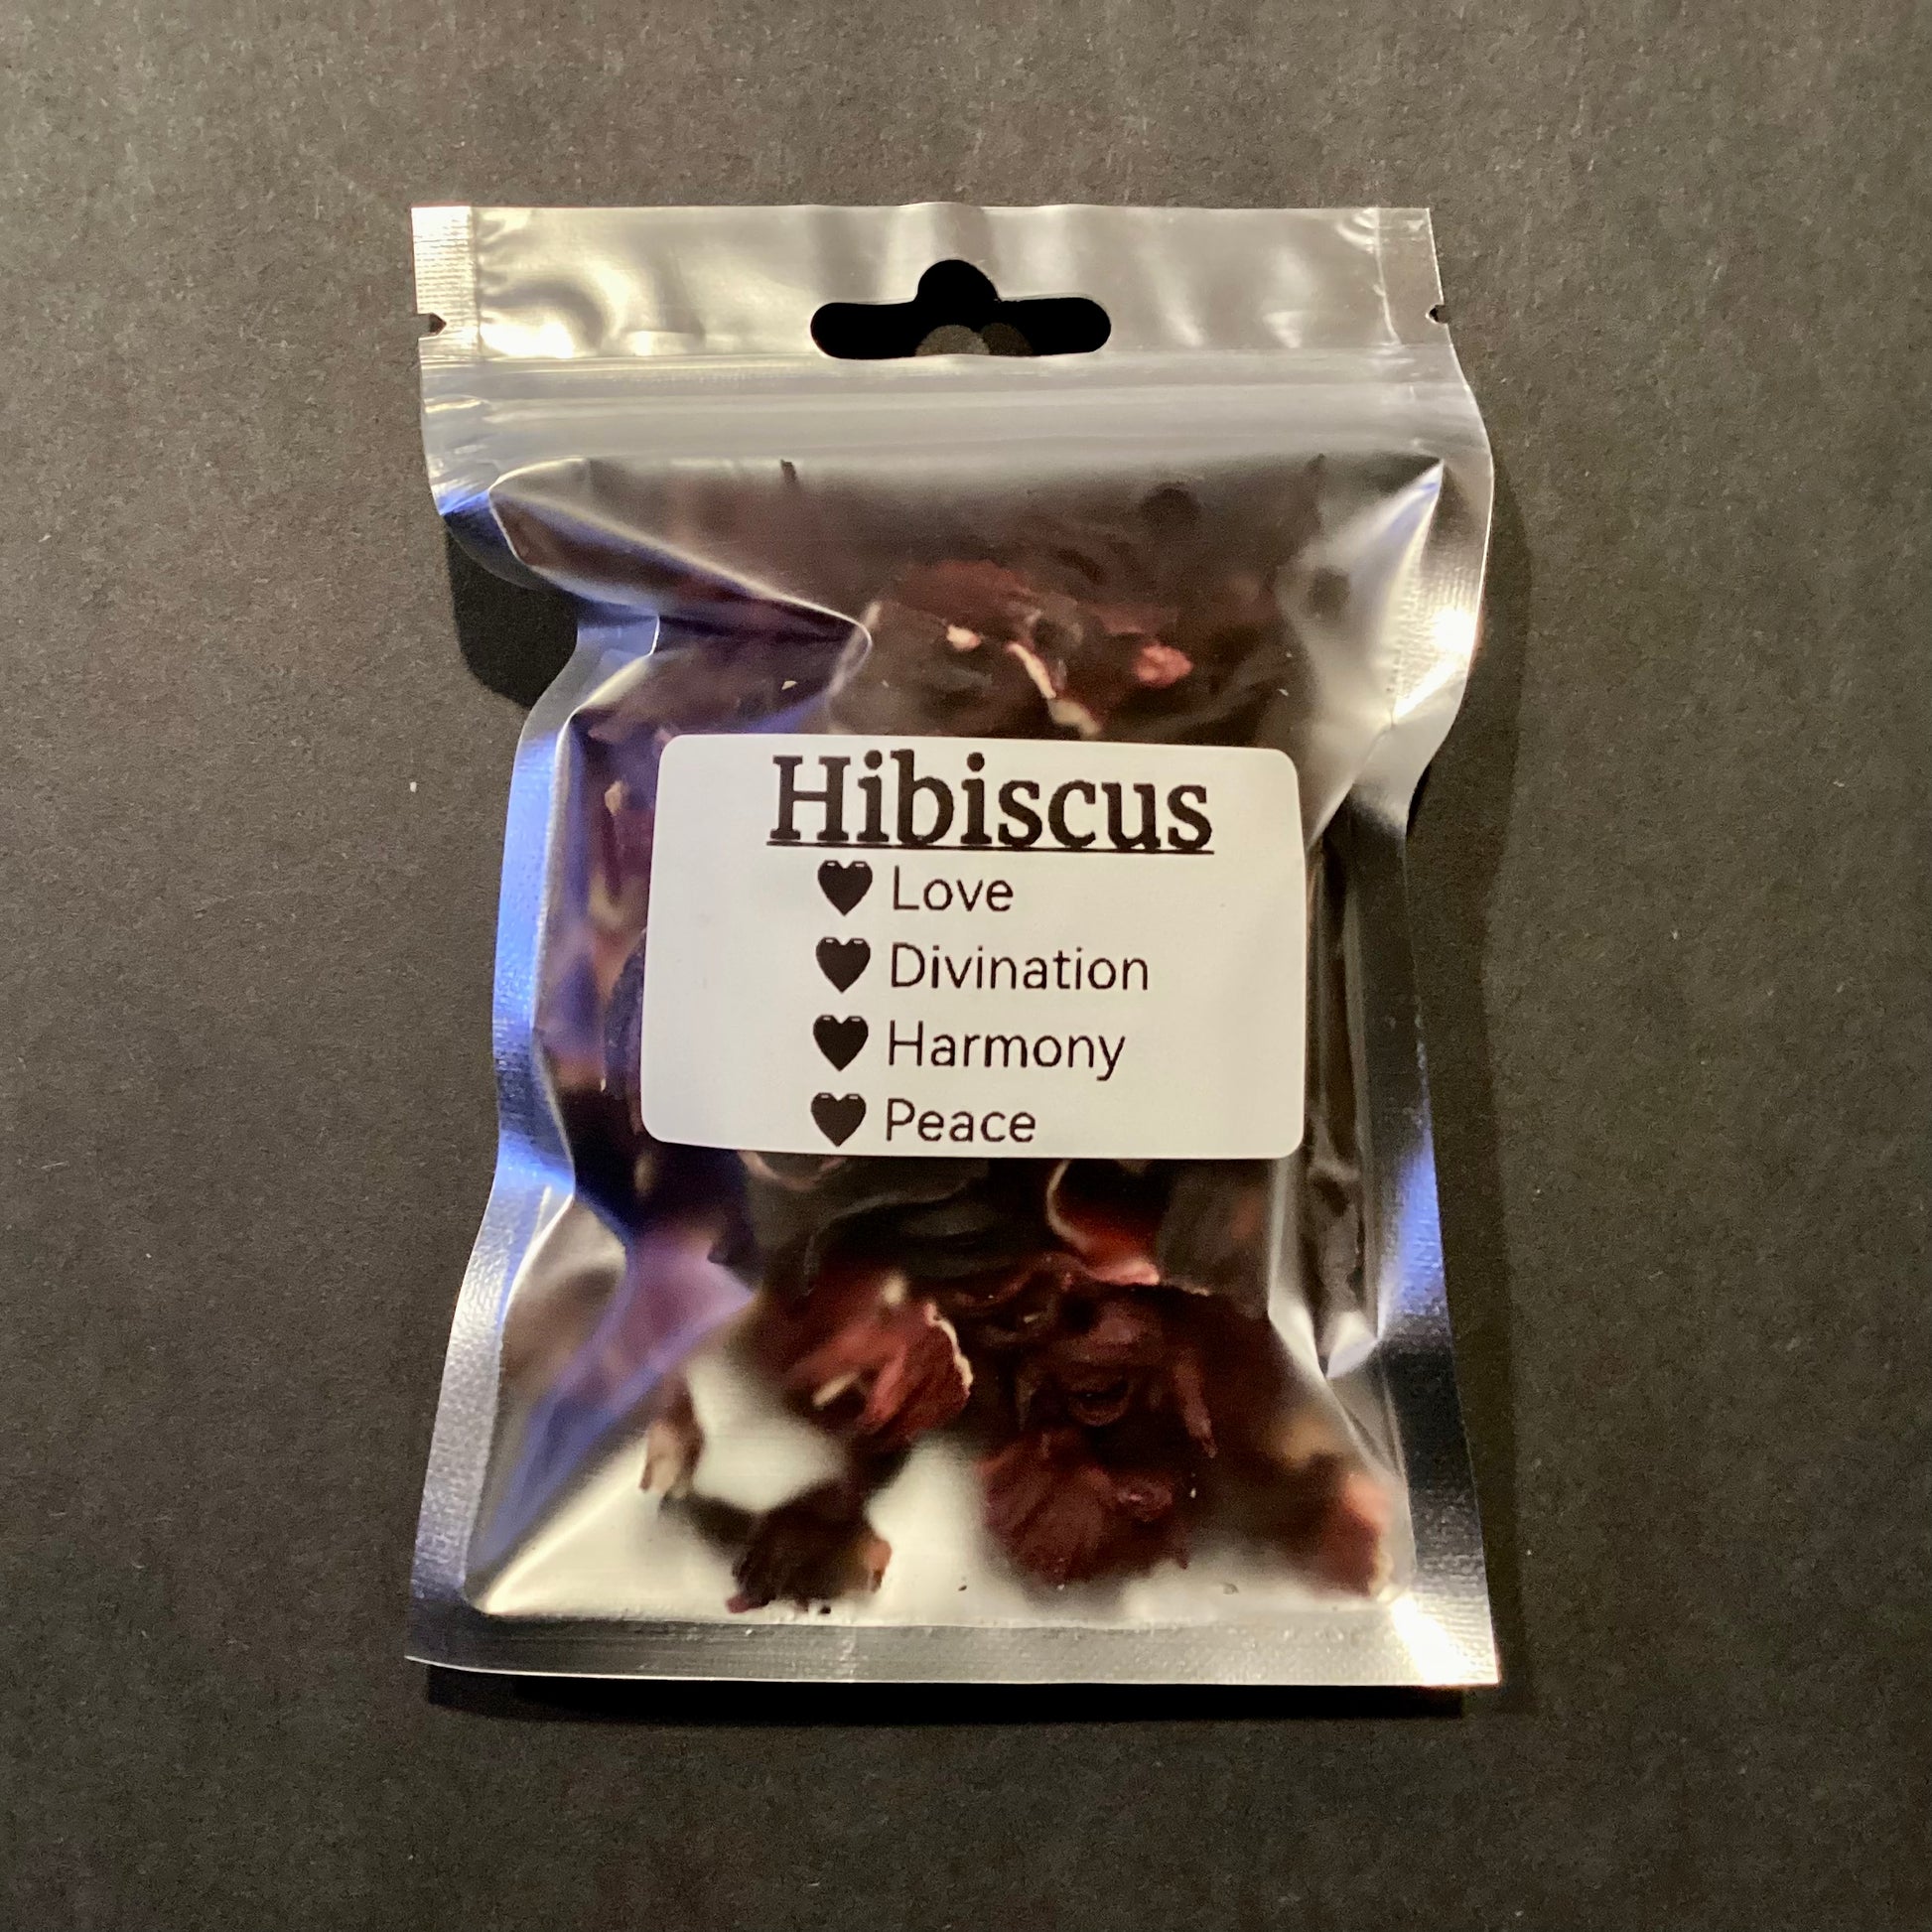 Hibiscus
🖤 Love
🖤 Divination
🖤 Harmony
🖤 Peace